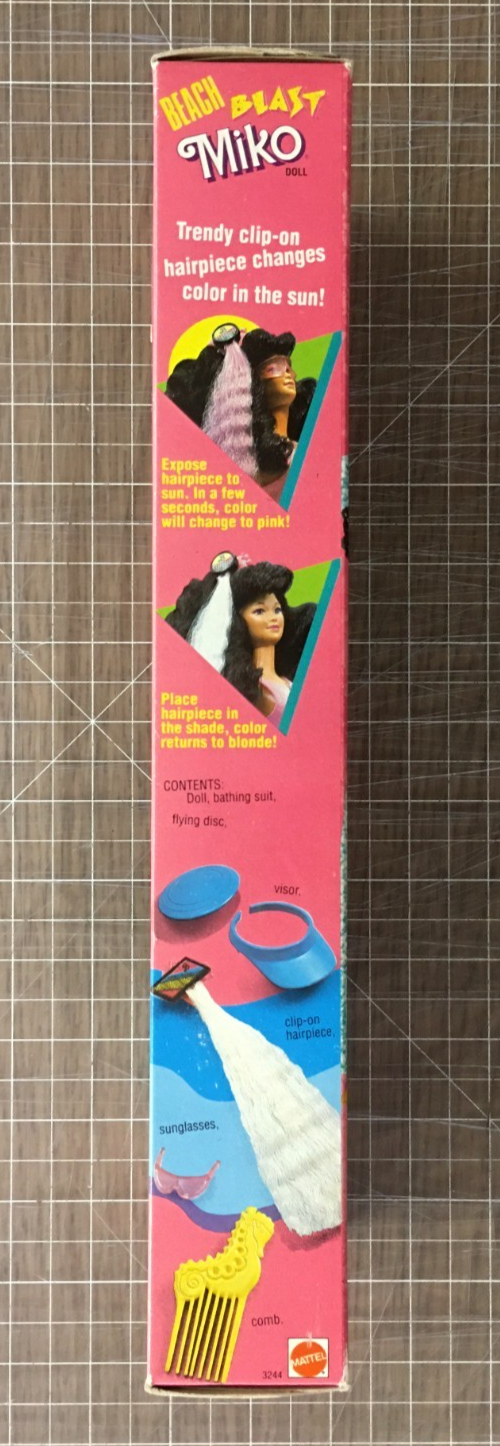 BEACH BLAST
Miko
DOLL
Trendy clip-on
hairpiece changes
color in the sun!
Expose
hairpiece to
sun. In a few
seconds, color
will change to pink!
Place
hairpiece in
the shade, color
returns to blonde!
CONTENTS:
Doll, bathing suit,
flying disc,
visor,
clip-on
hairpiece,
sunglasses,
comb.
3244
MATTEL